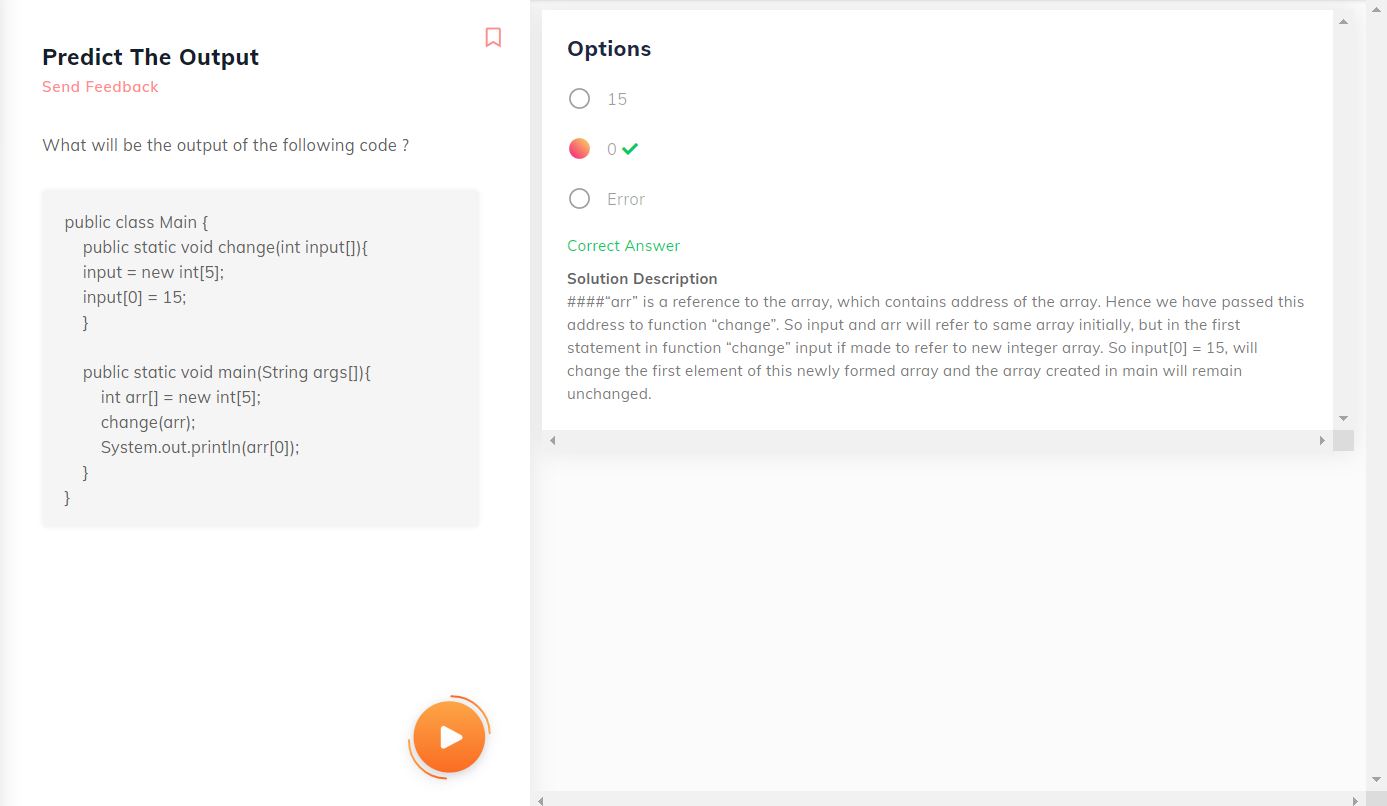 Predict The Output
Send Feedback
What will be the output of the following code ?
public class Main {
    public static void change(int input[]){
    input = new int[5];
    input[0] = 15;
    }

    public static void main(String args[]){
        int arr[] = new int[5];
        change(arr);
        System.out.println(arr[0]);
    }
}
Options
15
0
Error
Correct Answer
Solution Description
####“arr” is a reference to the array, which contains address of the array. Hence we have passed this
address to function “change”. So input and arr will refer to same array initially, but in the first
statement in function “change” input if made to refer to new integer array. So input[0] = 15, will
change the first element of this newly formed array and the array created in main will remain
unchanged.